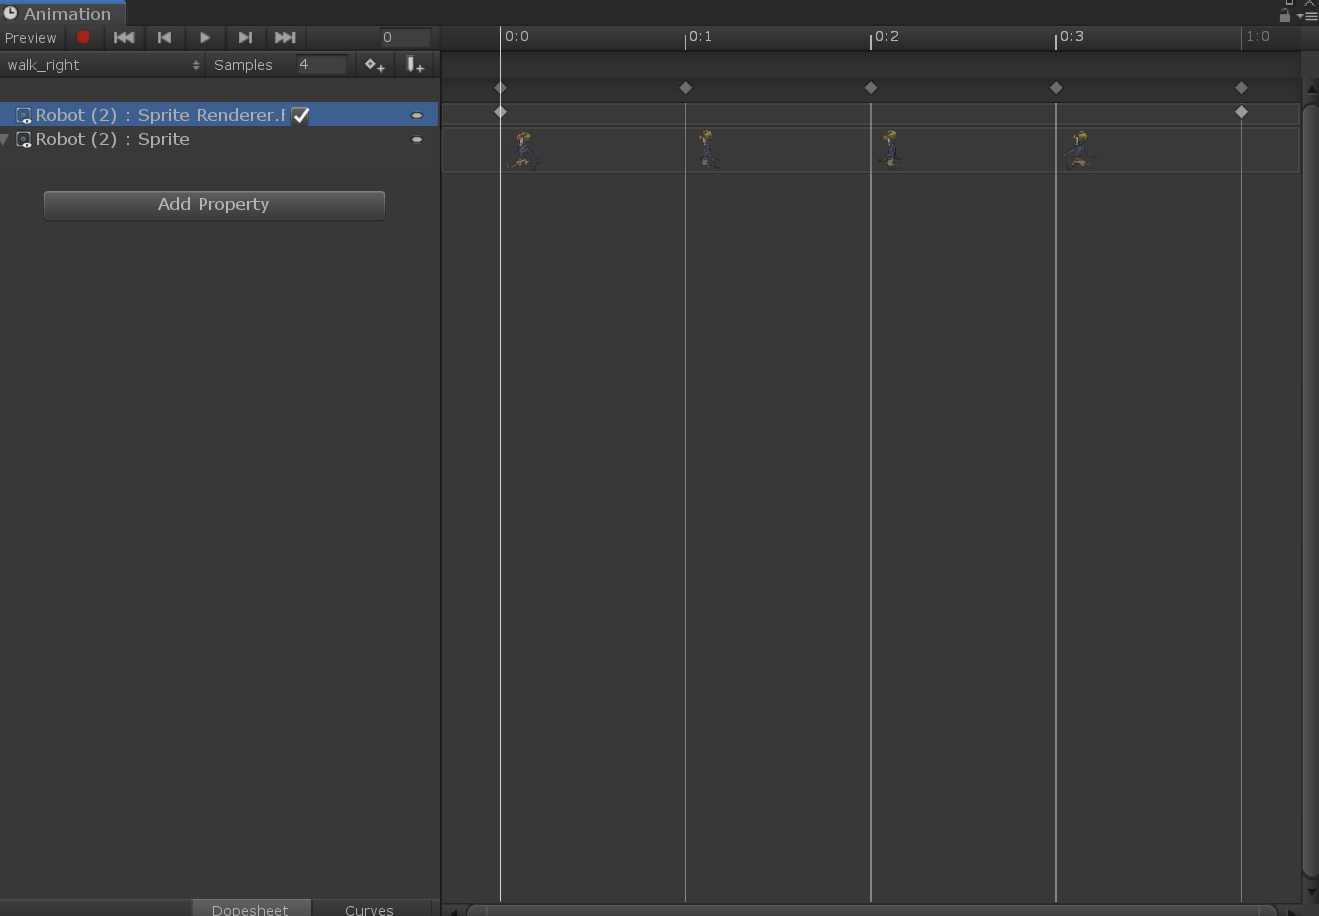 Animation
Preview 0 0:0 0:1 0:2 0:3 1:0
walk_right Samples 4
Robot (2) : Sprite Renderer.F
Robot (2) : Sprite
Add Property
Dopesheet Curves